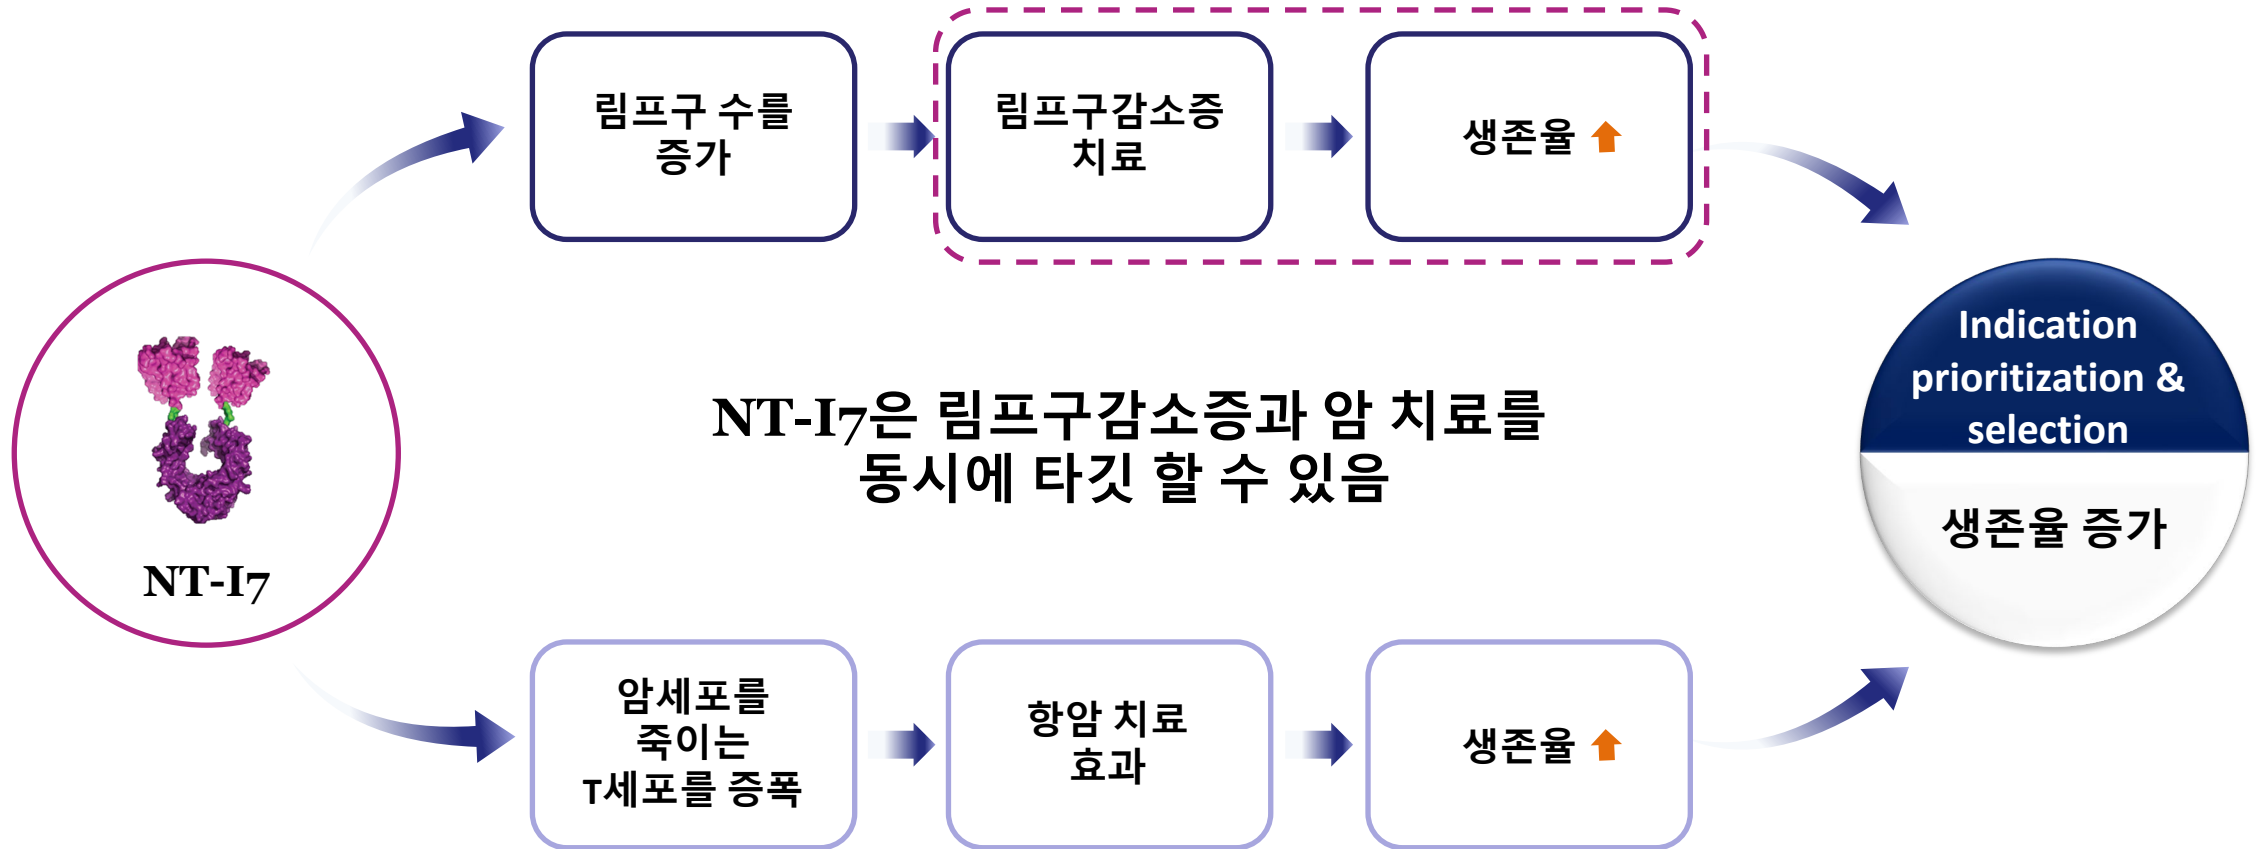 림프구 수를
증가
림프구감소증
치료
생존율
NT-I7
NT-I7은 림프구감소증과 암 치료를
동시에 타깃 할 수 있음
Indication
prioritization &
selection
생존율 증가
암세포를
죽이는
T세포를 증폭
항암 치료
효과
생존율